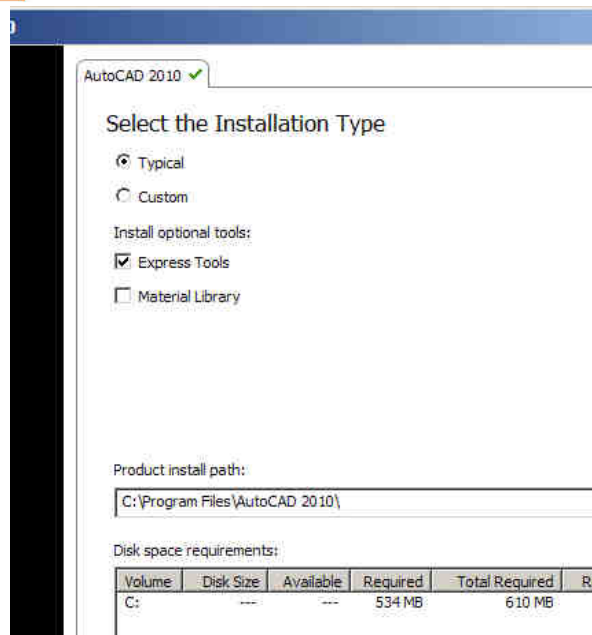 AutoCAD 2010
Select the Installation Type
Typical
Custom
Install optional tools:
Express Tools
Material Library
Product install path:
C:\Program Files\AutoCAD 2010\
Disk space requirements:
Volume Disk Size Available Required Total Required R
C: --- --- 534 MB 610 MB